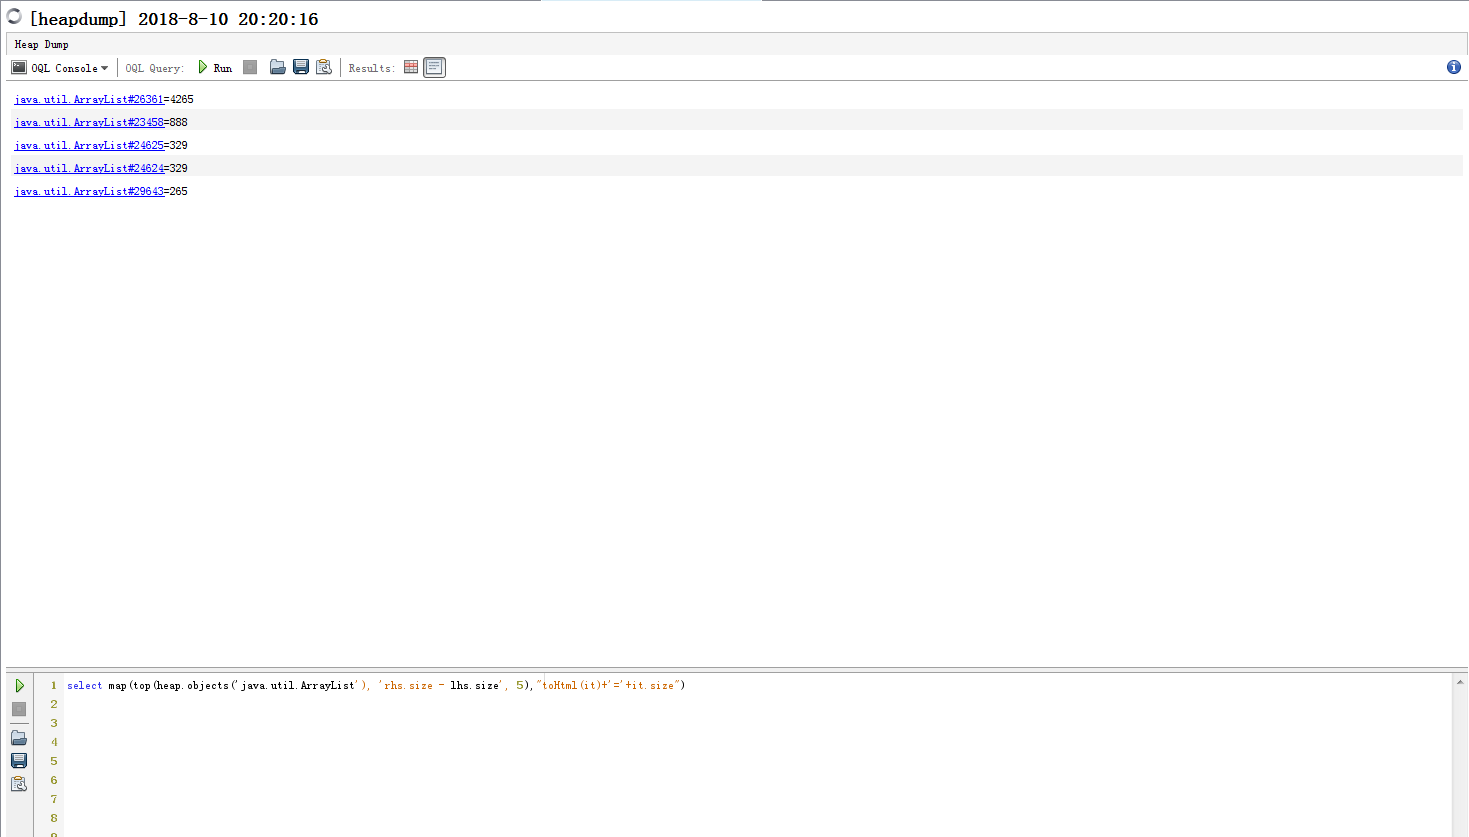 [heapdump] 2018-8-10 20:20:16
Heap Dump
OQL Console OQL Query: Run Results:
java.util.ArrayList#26361=4265
java.util.ArrayList#23458=888
java.util.ArrayList#24625=329
java.util.ArrayList#24624=329
java.util.ArrayList#29643=265
1 select map(top(heap.objects('java.util.ArrayList'), 'rhs.size - lhs.size', 5),"toHtml(it)+'='+it.size")
2
3
4
5
6
7
8
9